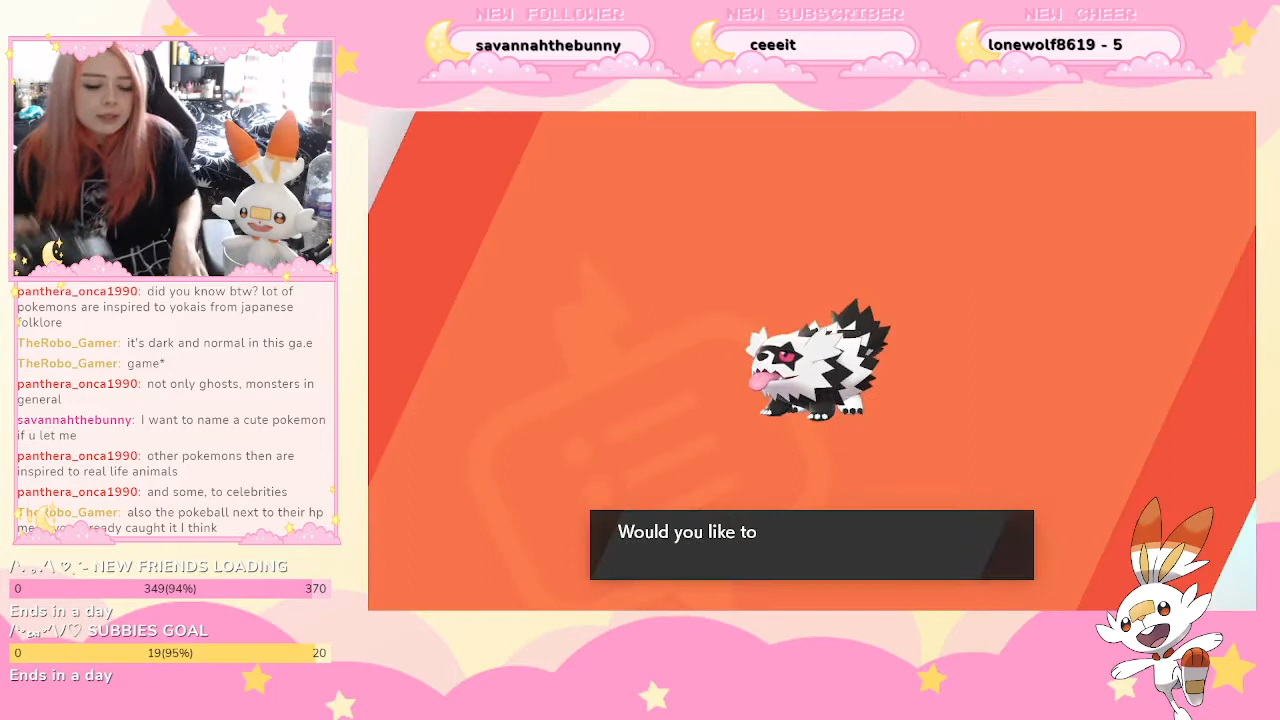 NEW FOLLOWER
savannahthebunny
NEW SUBSCRIBER
ceeeit
NEW CHEER
lonewolf8619 - 5
panthera_onca1990: did you know btw? lot of
pokemons are inspired to yokais from japanese
folklore
TheRobo_Gamer: it's dark and normal in this ga.e
TheRobo_Gamer: game*
panthera_onca1990: not only ghosts, monsters in
general
savannahthebunny: I want to name a cute pokemon
if u let me
panthera_onca1990: other pokemons then are
inspired to real life animals
panthera_onca1990: and some, to celebrities
TheRobo_Gamer: also the pokeball next to their hp
already caught it I think
Would you like to
NEW FRIENDS LOADING
0 349(94%) 370
Ends in a day
SUBBIES GOAL
0 19(95%) 20
Ends in a day